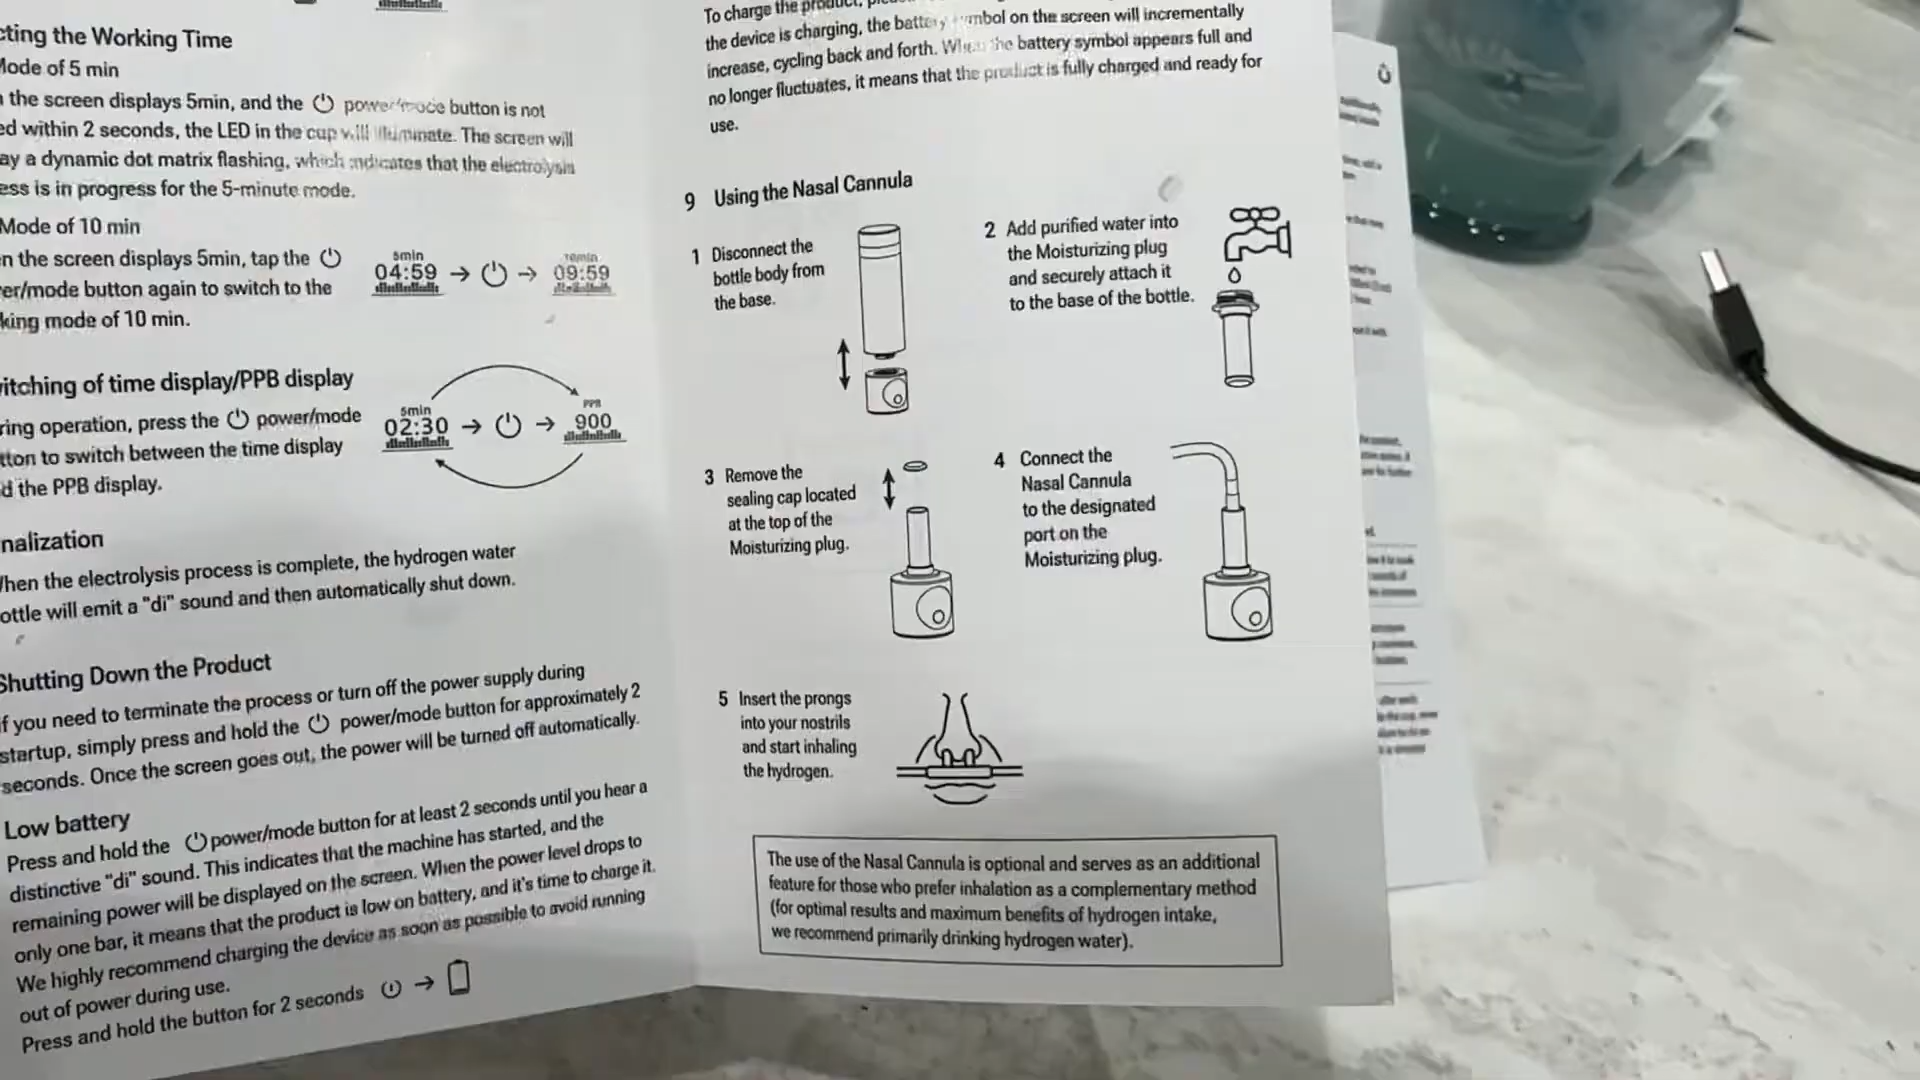 cting the Working Time
Mode of 5 min
the screen displays 5min, and the power/mode button is not
ed within 2 seconds, the LED in the cup will illuminate. The screen will
ay a dynamic dot matrix flashing, which indicates that the electrolysis
ess is in progress for the 5-minute mode.
Mode of 10 min
n the screen displays 5min, tap the
er/mode button again to switch to the
king mode of 10 min.
5min
04:59
10min
09:59
itching of time display/PPB display
ring operation, press the power/mode
tton to switch between the time display
d the PPB display.
5min
02:30
PPB
900
nalization
hen the electrolysis process is complete, the hydrogen water
ottle will emit a "di" sound and then automatically shut down.
Shutting Down the Product
if you need to terminate the process or turn off the power supply during
startup, simply press and hold the power/mode button for approximately 2
seconds. Once the screen goes out, the power will be turned off automatically.
Low battery
Press and hold the power/mode button for at least 2 seconds until you hear a
distinctive "di" sound. This indicates that the machine has started, and the
remaining power will be displayed on the screen. When the power level drops to
only one bar, it means that the product is low on battery, and it's time to charge it.
We highly recommend charging the device as soon as possible to avoid running
out of power during use.
Press and hold the button for 2 seconds
To charge the product,
the device is charging, the battery symbol on the screen will incrementally
increase, cycling back and forth. When the battery symbol appears full and
no longer fluctuates, it means that the product is fully charged and ready for
use.
9 Using the Nasal Cannula
1 Disconnect the
bottle body from
the base.
2 Add purified water into
the Moisturizing plug
and securely attach it
to the base of the bottle.
3 Remove the
sealing cap located
at the top of the
Moisturizing plug.
4 Connect the
Nasal Cannula
to the designated
port on the
Moisturizing plug.
5 Insert the prongs
into your nostrils
and start inhaling
the hydrogen.
The use of the Nasal Cannula is optional and serves as an additional
feature for those who prefer inhalation as a complementary method
(for optimal results and maximum benefits of hydrogen intake,
we recommend primarily drinking hydrogen water).